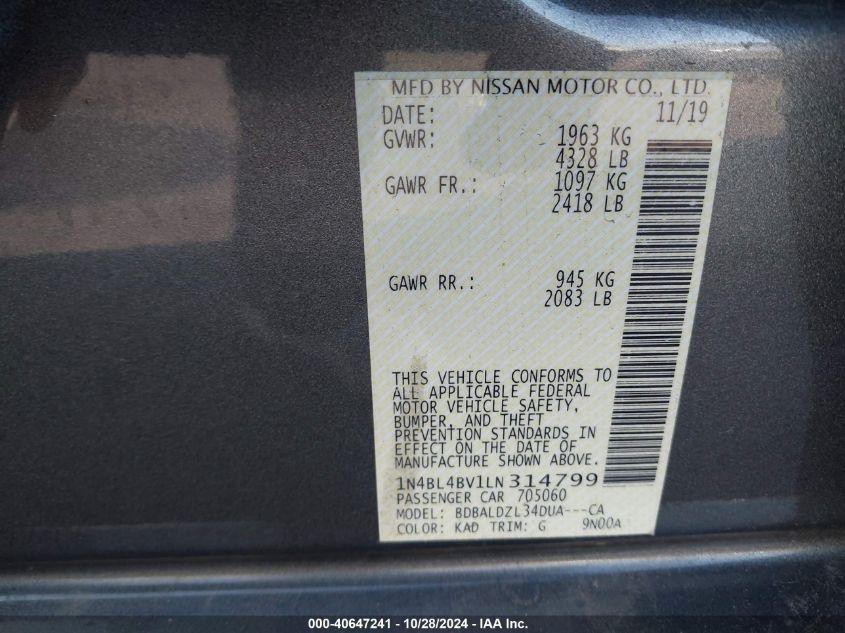 MFD BY NISSAN MOTOR CO., LTD.
DATE: 11/19
GVWR: 1963 KG
4328 LB
GAWR FR.: 1097 KG
2418 LB
GAWR RR.: 945 KG
2083 LB
THIS VEHICLE CONFORMS TO
ALL APPLICABLE FEDERAL
MOTOR VEHICLE SAFETY,
BUMPER, AND THEFT
PREVENTION STANDARDS IN
EFFECT ON THE DATE OF
MANUFACTURE SHOWN ABOVE.
1N4BL4BV1LN314799
PASSENGER CAR 705060
MODEL: BDBALDZL34DUA---CA
COLOR: KAD TRIM: G 9N00A
000-40647241 - 10/28/2024 - IAA Inc.